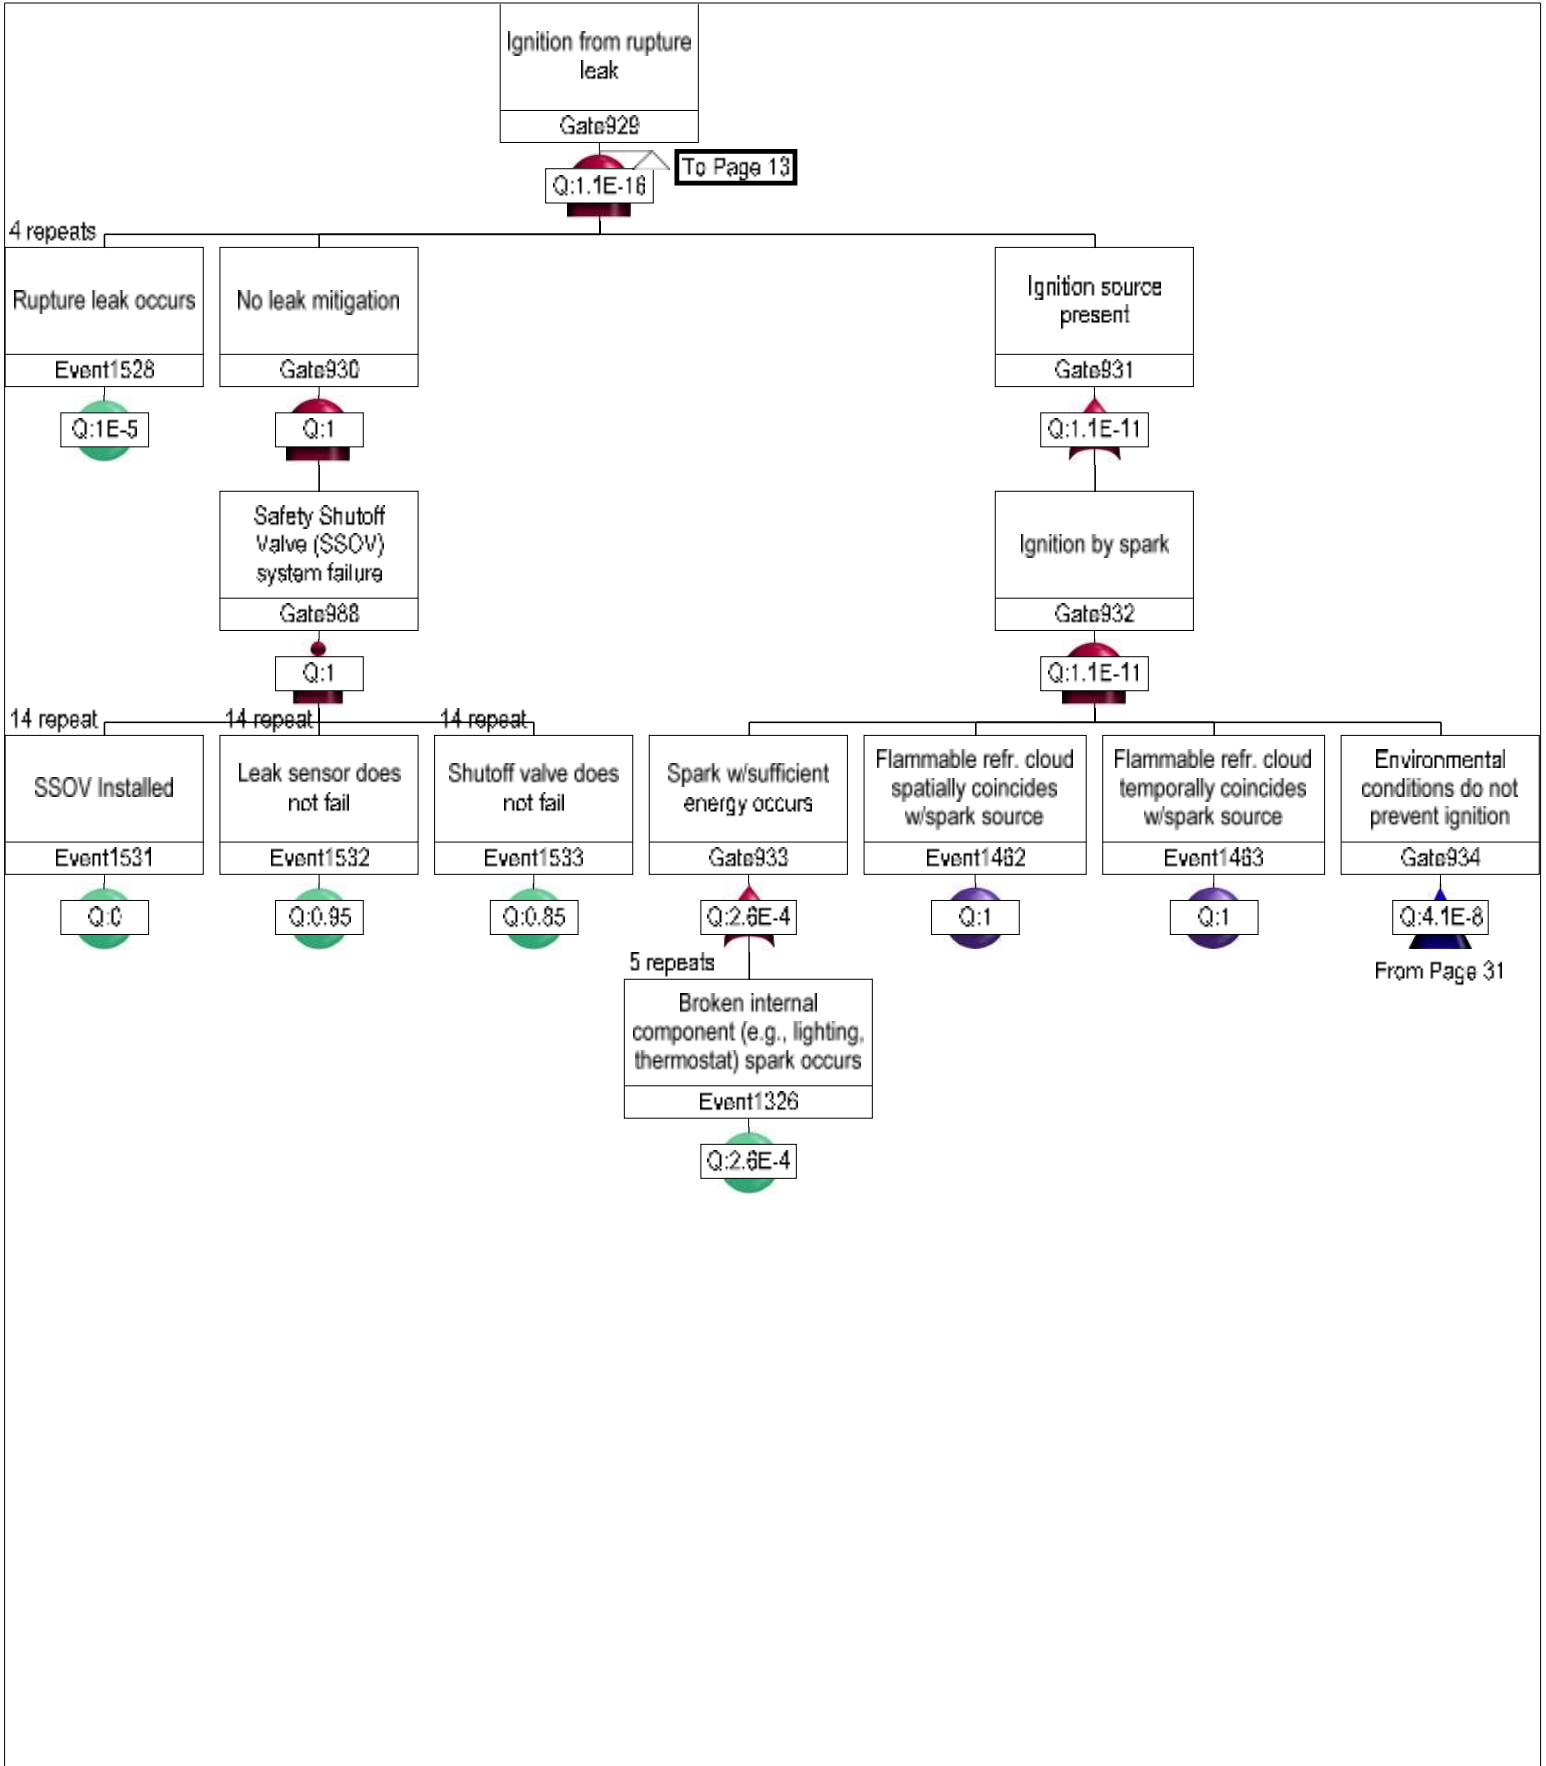 Ignition from rupture
leak
Gate929
To Page 13
Q:1.1E-16
4 repeats
Rupture leak occurs
Event1528
Q:1E-5
No leak mitigation
Gate930
Q:1
Ignition source
present
Gate931
Q:1.1E-11
Safety Shutoff
Valve (SSOV)
system failure
Gate988
Q:1
Ignition by spark
Gate932
Q:1.1E-11
14 repeat
SSOV Installed
Event1531
Q:0
14 repeat
Leak sensor does
not fail
Event1532
Q:0.95
14 repeat
Shutoff valve does
not fail
Event1533
Q:0.85
Spark w/sufficient
energy occurs
Gate933
Q:2.6E-4
Flammable refr. cloud
spatially coincides
w/spark source
Event1462
Q:1
Flammable refr. cloud
temporally coincides
w/spark source
Event1463
Q:1
Environmental
conditions do not
prevent ignition
Gate934
Q:4.1E-8
From Page 31
5 repeats
Broken internal
component (e.g., lighting,
thermostat) spark occurs
Event1326
Q:2.6E-4